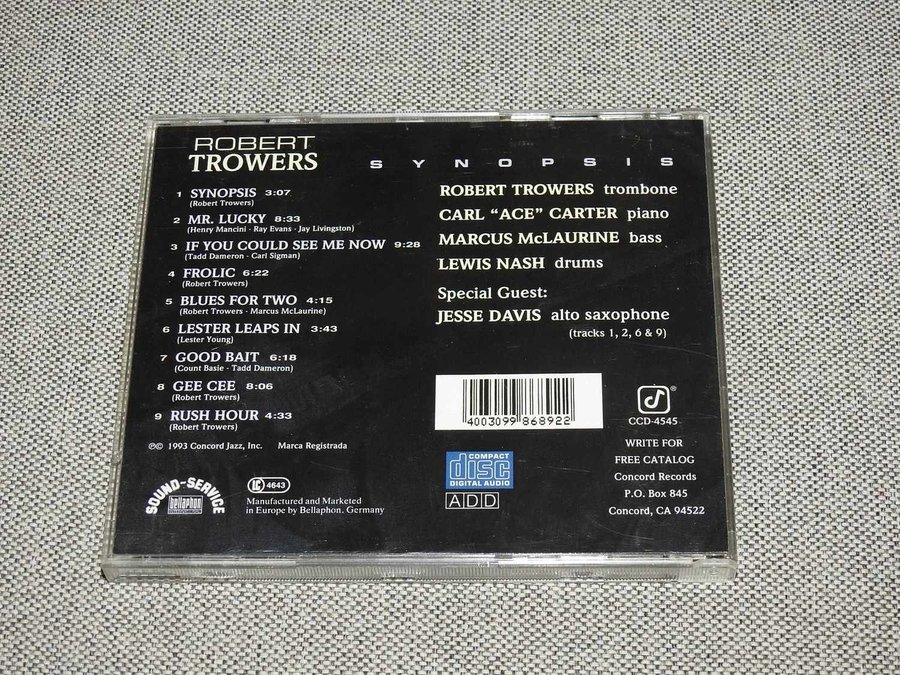 ROBERT
TROWERS
SYNOPSIS
1 SYNOPSIS 3:07
(Robert Trowers)
2 MR. LUCKY 8:33
(Henry Mancini - Ray Evans - Jay Livingston)
3 IF YOU COULD SEE ME NOW 9:28
(Tadd Dameron - Carl Sigman)
4 FROLIC 6:22
(Robert Trowers)
5 BLUES FOR TWO 4:15
(Robert Trowers - Marcus McLaurine)
6 LESTER LEAPS IN 3:43
(Lester Young)
7 GOOD BAIT 6:18
(Count Basie - Tadd Dameron)
8 GEE CEE 8:06
(Robert Trowers)
9 RUSH HOUR 4:33
(Robert Trowers)
℗© 1993 Concord Jazz, Inc. Marca Registrada
SOUND-SERVICE
bellaphon
LC 4643
Manufactured and Marketed
in Europe by Bellaphon. Germany
ROBERT TROWERS trombone
CARL “ACE” CARTER piano
MARCUS McLAURINE bass
LEWIS NASH drums
Special Guest:
JESSE DAVIS alto saxophone
(tracks 1, 2, 6 & 9)
4003099 868922
COMPACT
disc
DIGITAL AUDIO
ADD
®
CCD-4545
WRITE FOR
FREE CATALOG
Concord Records
P.O. Box 845
Concord, CA 94522